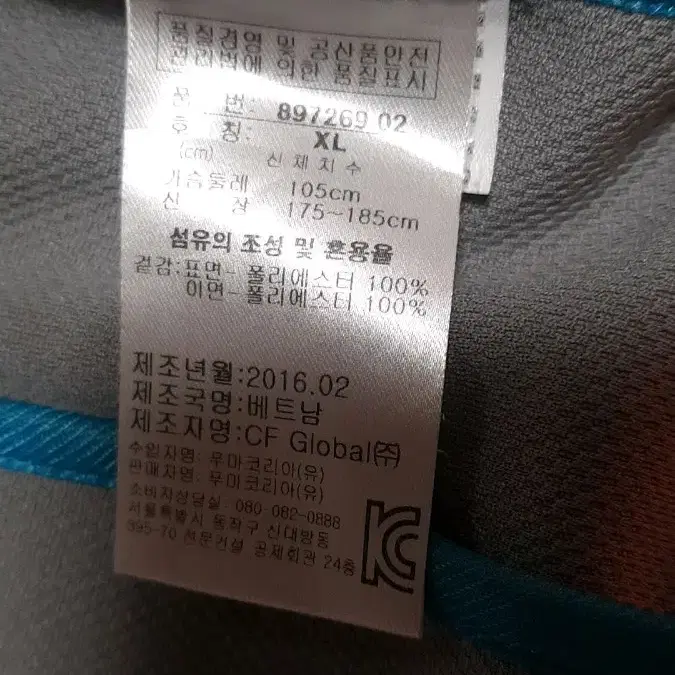 품질경영 및 공산품안전
관리법에 의한 품질표시
품 번: 897269 02
호 칭: XL
(cm) 신체치수
가슴둘레 105cm
신 장 175~185cm
섬유의 조성 및 혼용율
겉감:표면-폴리에스터 100%
이면-폴리에스터 100%
제조년월:2016.02
제조국명:베트남
제조자명:CF Global㈜
수입자명: 푸마코리아(유)
판매자명: 푸마코리아(유)
소비자상담실: 080-082-0888
서울특별시 동작구 신대방동
395-70 전문건설 공제회관 24층
KC